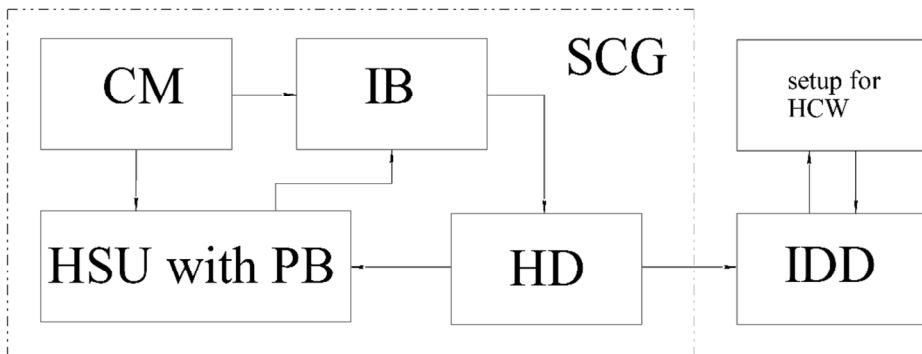 SCG
CM
IB
setup for
HCW
HSU with PB
HD
IDD